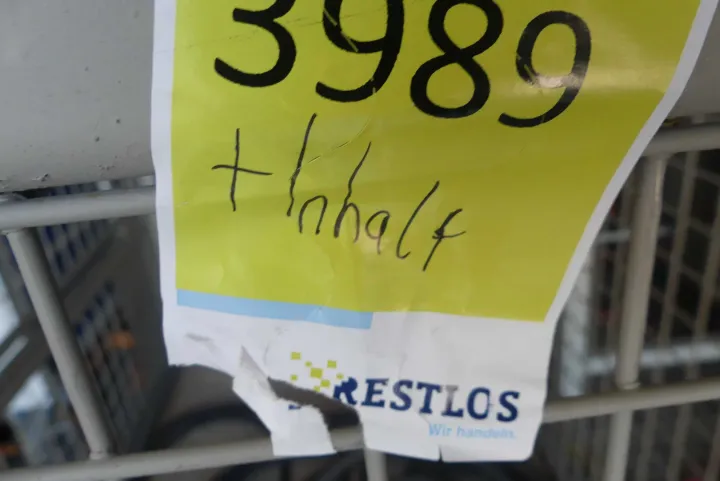 3989
+ Inhalt
RESTLOS
Wir handeln.